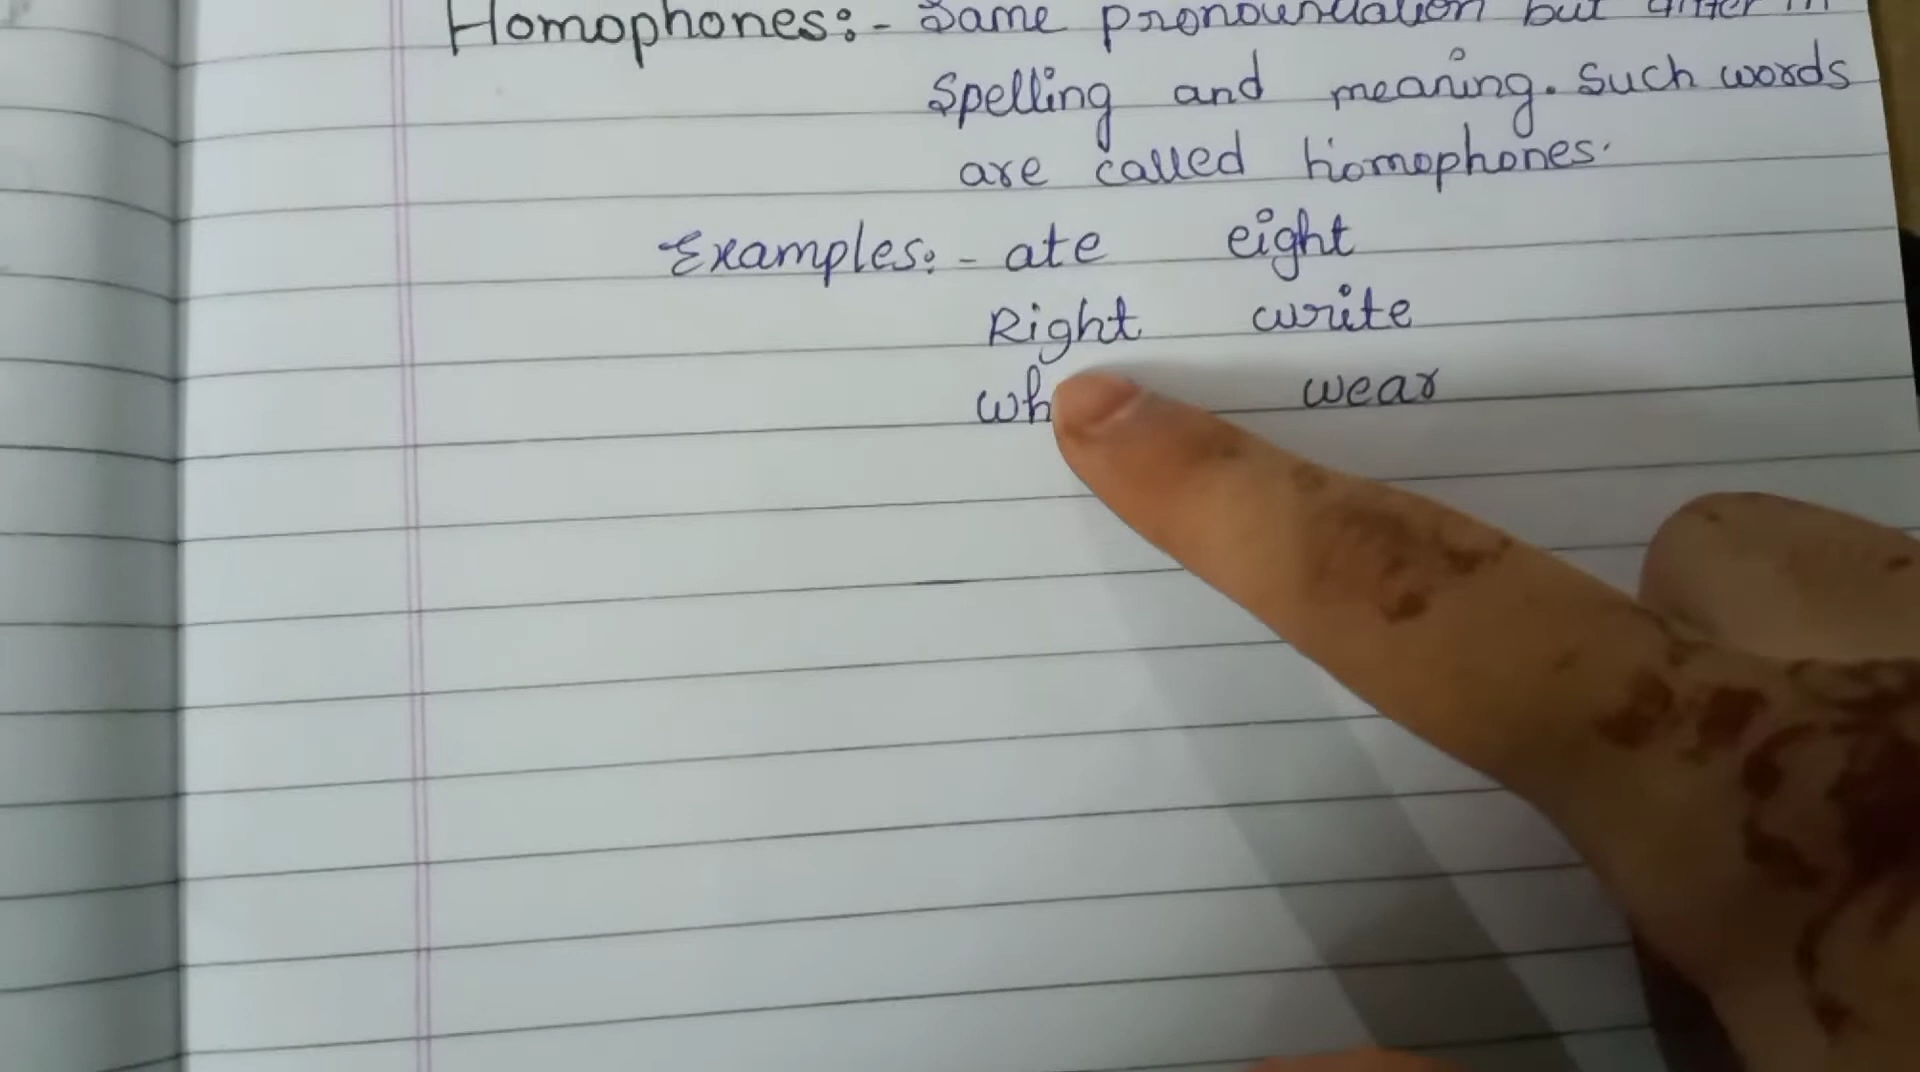 Homophones:- Same pronounciation but differ in
Spelling and meaning. Such words
are called homophones.
Examples:- ate eight
Right write
wh wear